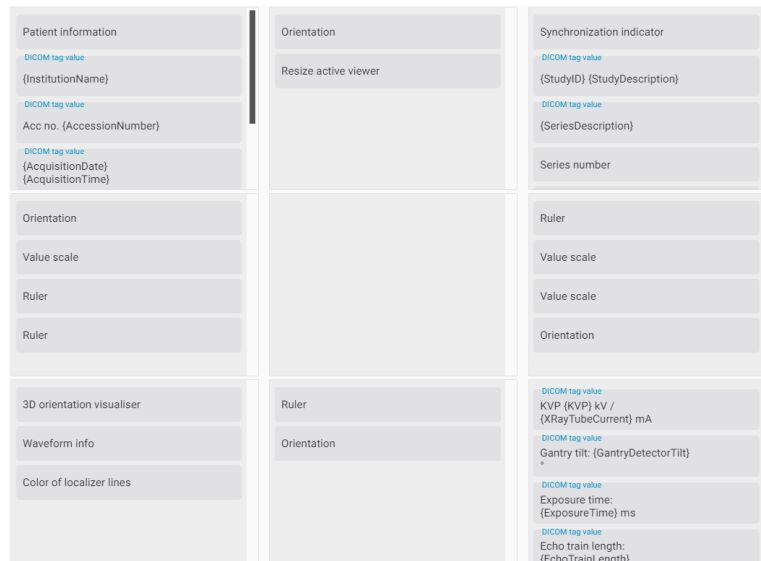 Patient information
DICOM tag value
{InstitutionName}
DICOM tag value
Acc no. {AccessionNumber}
DICOM tag value
{AcquisitionDate}
{AcquisitionTime}
Orientation
Resize active viewer
Synchronization indicator
DICOM tag value
{StudyID} {StudyDescription}
DICOM tag value
{SeriesDescription}
Series number
Orientation
Value scale
Ruler
Ruler
Ruler
Value scale
Value scale
Orientation
3D orientation visualiser
Waveform info
Color of localizer lines
Ruler
Orientation
DICOM tag value
KVP {KVP} kV /
{XRayTubeCurrent} mA
DICOM tag value
Gantry tilt: {GantryDetectorTilt}
°
DICOM tag value
Exposure time:
{ExposureTime} ms
DICOM tag value
Echo train length:
{EchoTrainLength}